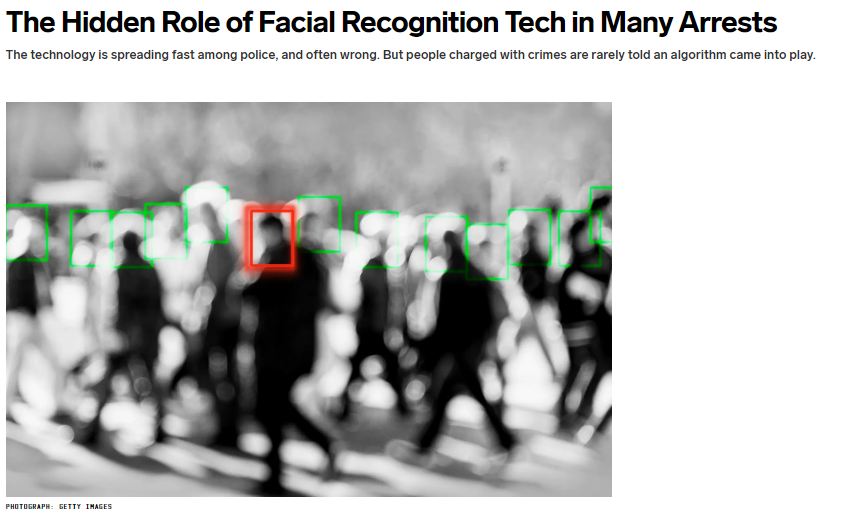 The Hidden Role of Facial Recognition Tech in Many Arrests
The technology is spreading fast among police, and often wrong. But people charged with crimes are rarely told an algorithm came into play.
PHOTOGRAPH: GETTY IMAGES